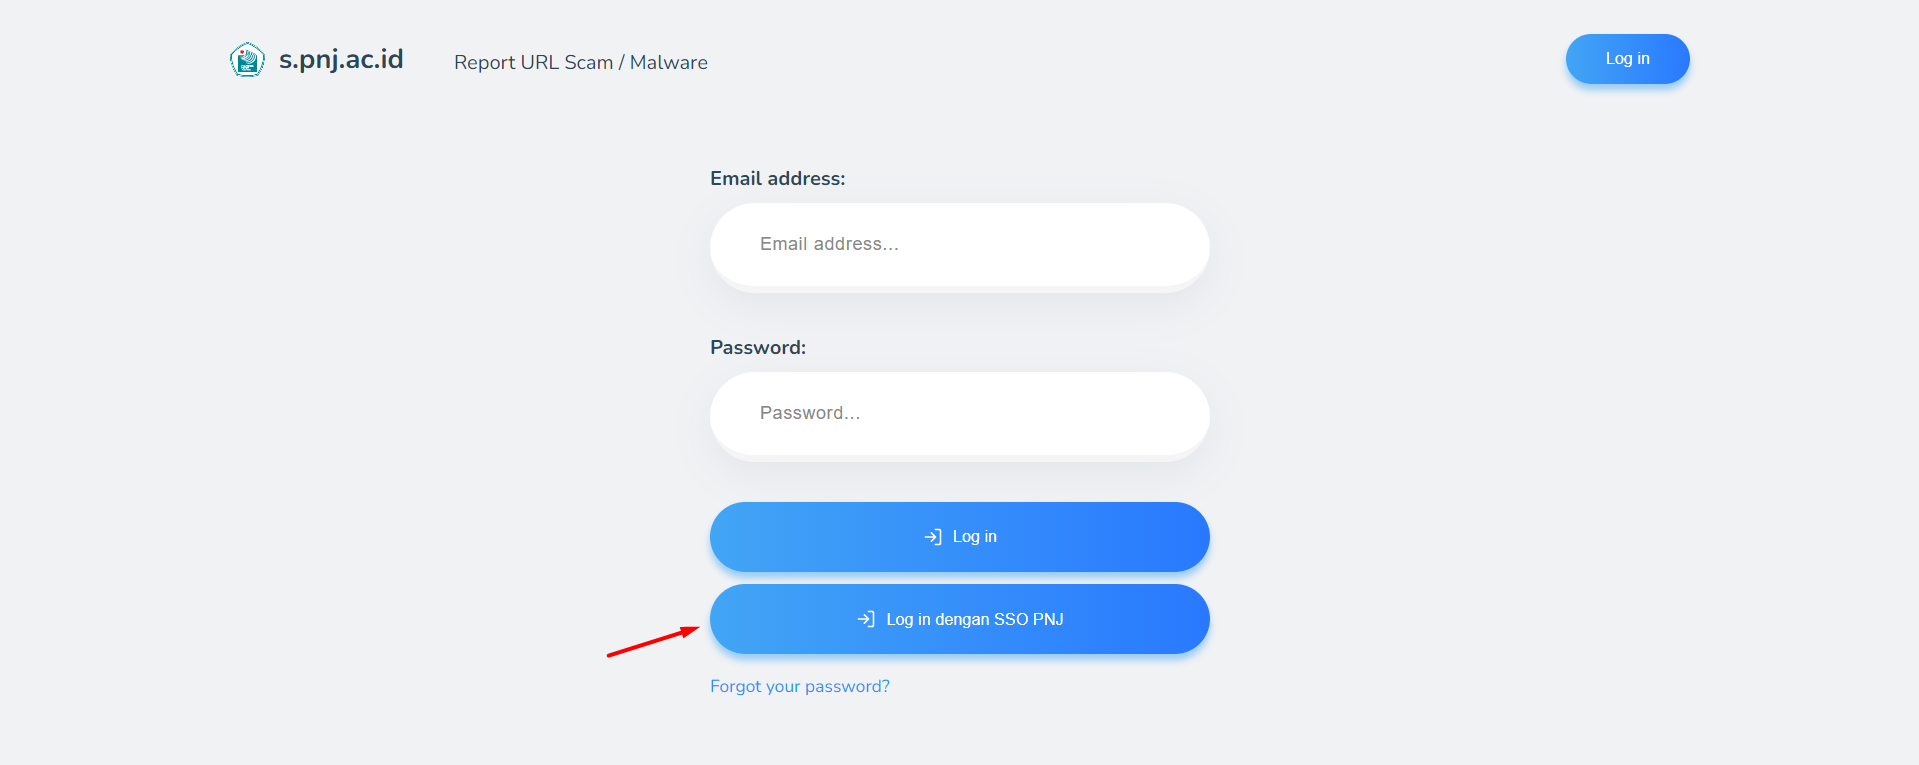 s.pnj.ac.id
Report URL Scam / Malware
Log in
Email address:
Email address...
Password:
Password...
Log in
Log in dengan SSO PNJ
Forgot your password?